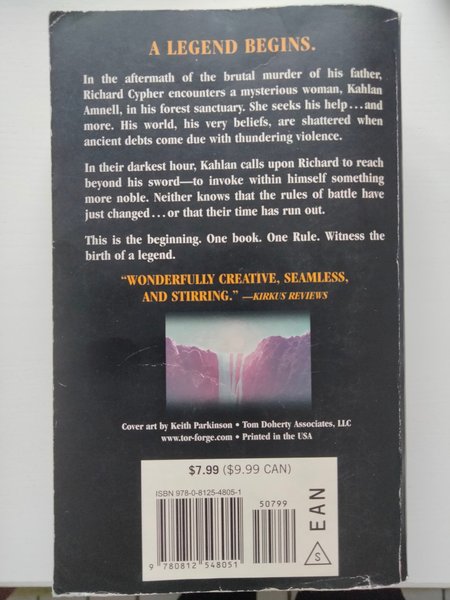 A LEGEND BEGINS.
In the aftermath of the brutal murder of his father,
Richard Cypher encounters a mysterious woman, Kahlan
Amnell, in his forest sanctuary. She seeks his help...and
more. His world, his very beliefs, are shattered when
ancient debts come due with thundering violence.
In their darkest hour, Kahlan calls upon Richard to reach
beyond his sword—to invoke within himself something
more noble. Neither knows that the rules of battle have
just changed...or that their time has run out.
This is the beginning. One book. One Rule. Witness the
birth of a legend.
“WONDERFULLY CREATIVE, SEAMLESS,
AND STIRRING.” —KIRKUS REVIEWS
Cover art by Keith Parkinson • Tom Doherty Associates, LLC
www.tor-forge.com • Printed in the USA
$7.99 ($9.99 CAN)
ISBN 978-0-8125-4805-1
50799
9 780812 548051
S
EAN